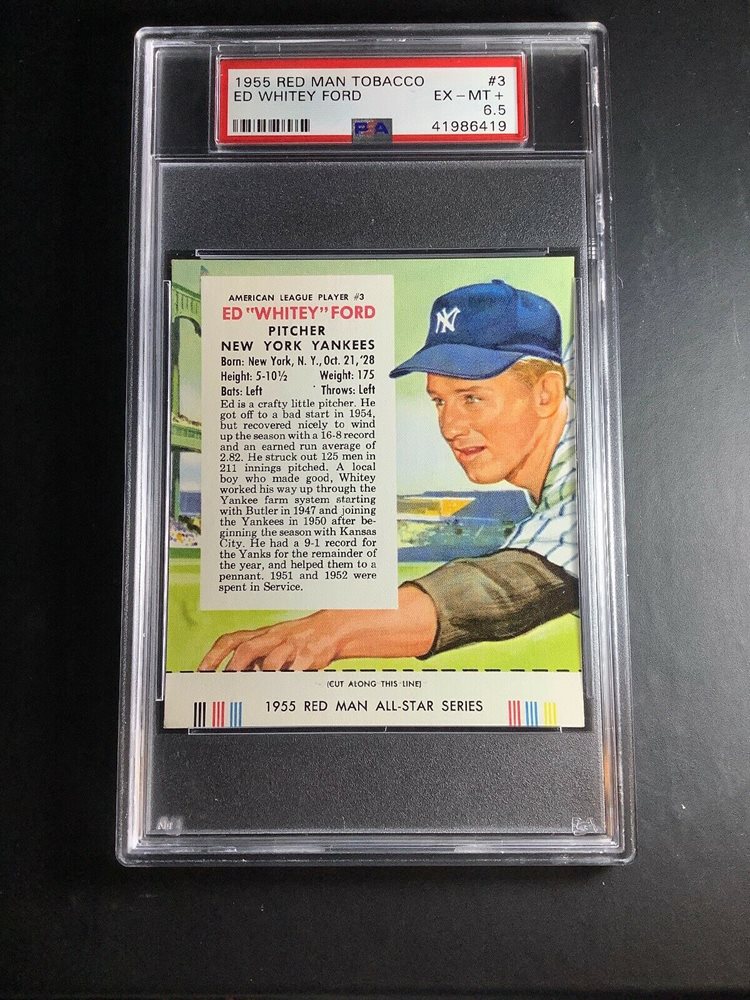 1955 RED MAN TOBACCO #3
ED WHITEY FORD EX - MT +
6.5
PSA 41986419
AMERICAN LEAGUE PLAYER #3
ED "WHITEY" FORD
PITCHER
NEW YORK YANKEES
Born: New York, N. Y., Oct. 21, '28
Height: 5-10½ Weight: 175
Bats: Left Throws: Left
Ed is a crafty little pitcher. He
got off to a bad start in 1954,
but recovered nicely to wind
up the season with a 16-8 record
and an earned run average of
2.82. He struck out 125 men in
211 innings pitched. A local
boy who made good, Whitey
worked his way up through the
Yankee farm system starting
with Butler in 1947 and joining
the Yankees in 1950 after be-
ginning the season with Kansas
City. He had a 9-1 record for
the Yanks for the remainder of
the year, and helped them to a
pennant. 1951 and 1952 were
spent in Service.
NY
(CUT ALONG THIS LINE)
1955 RED MAN ALL-STAR SERIES